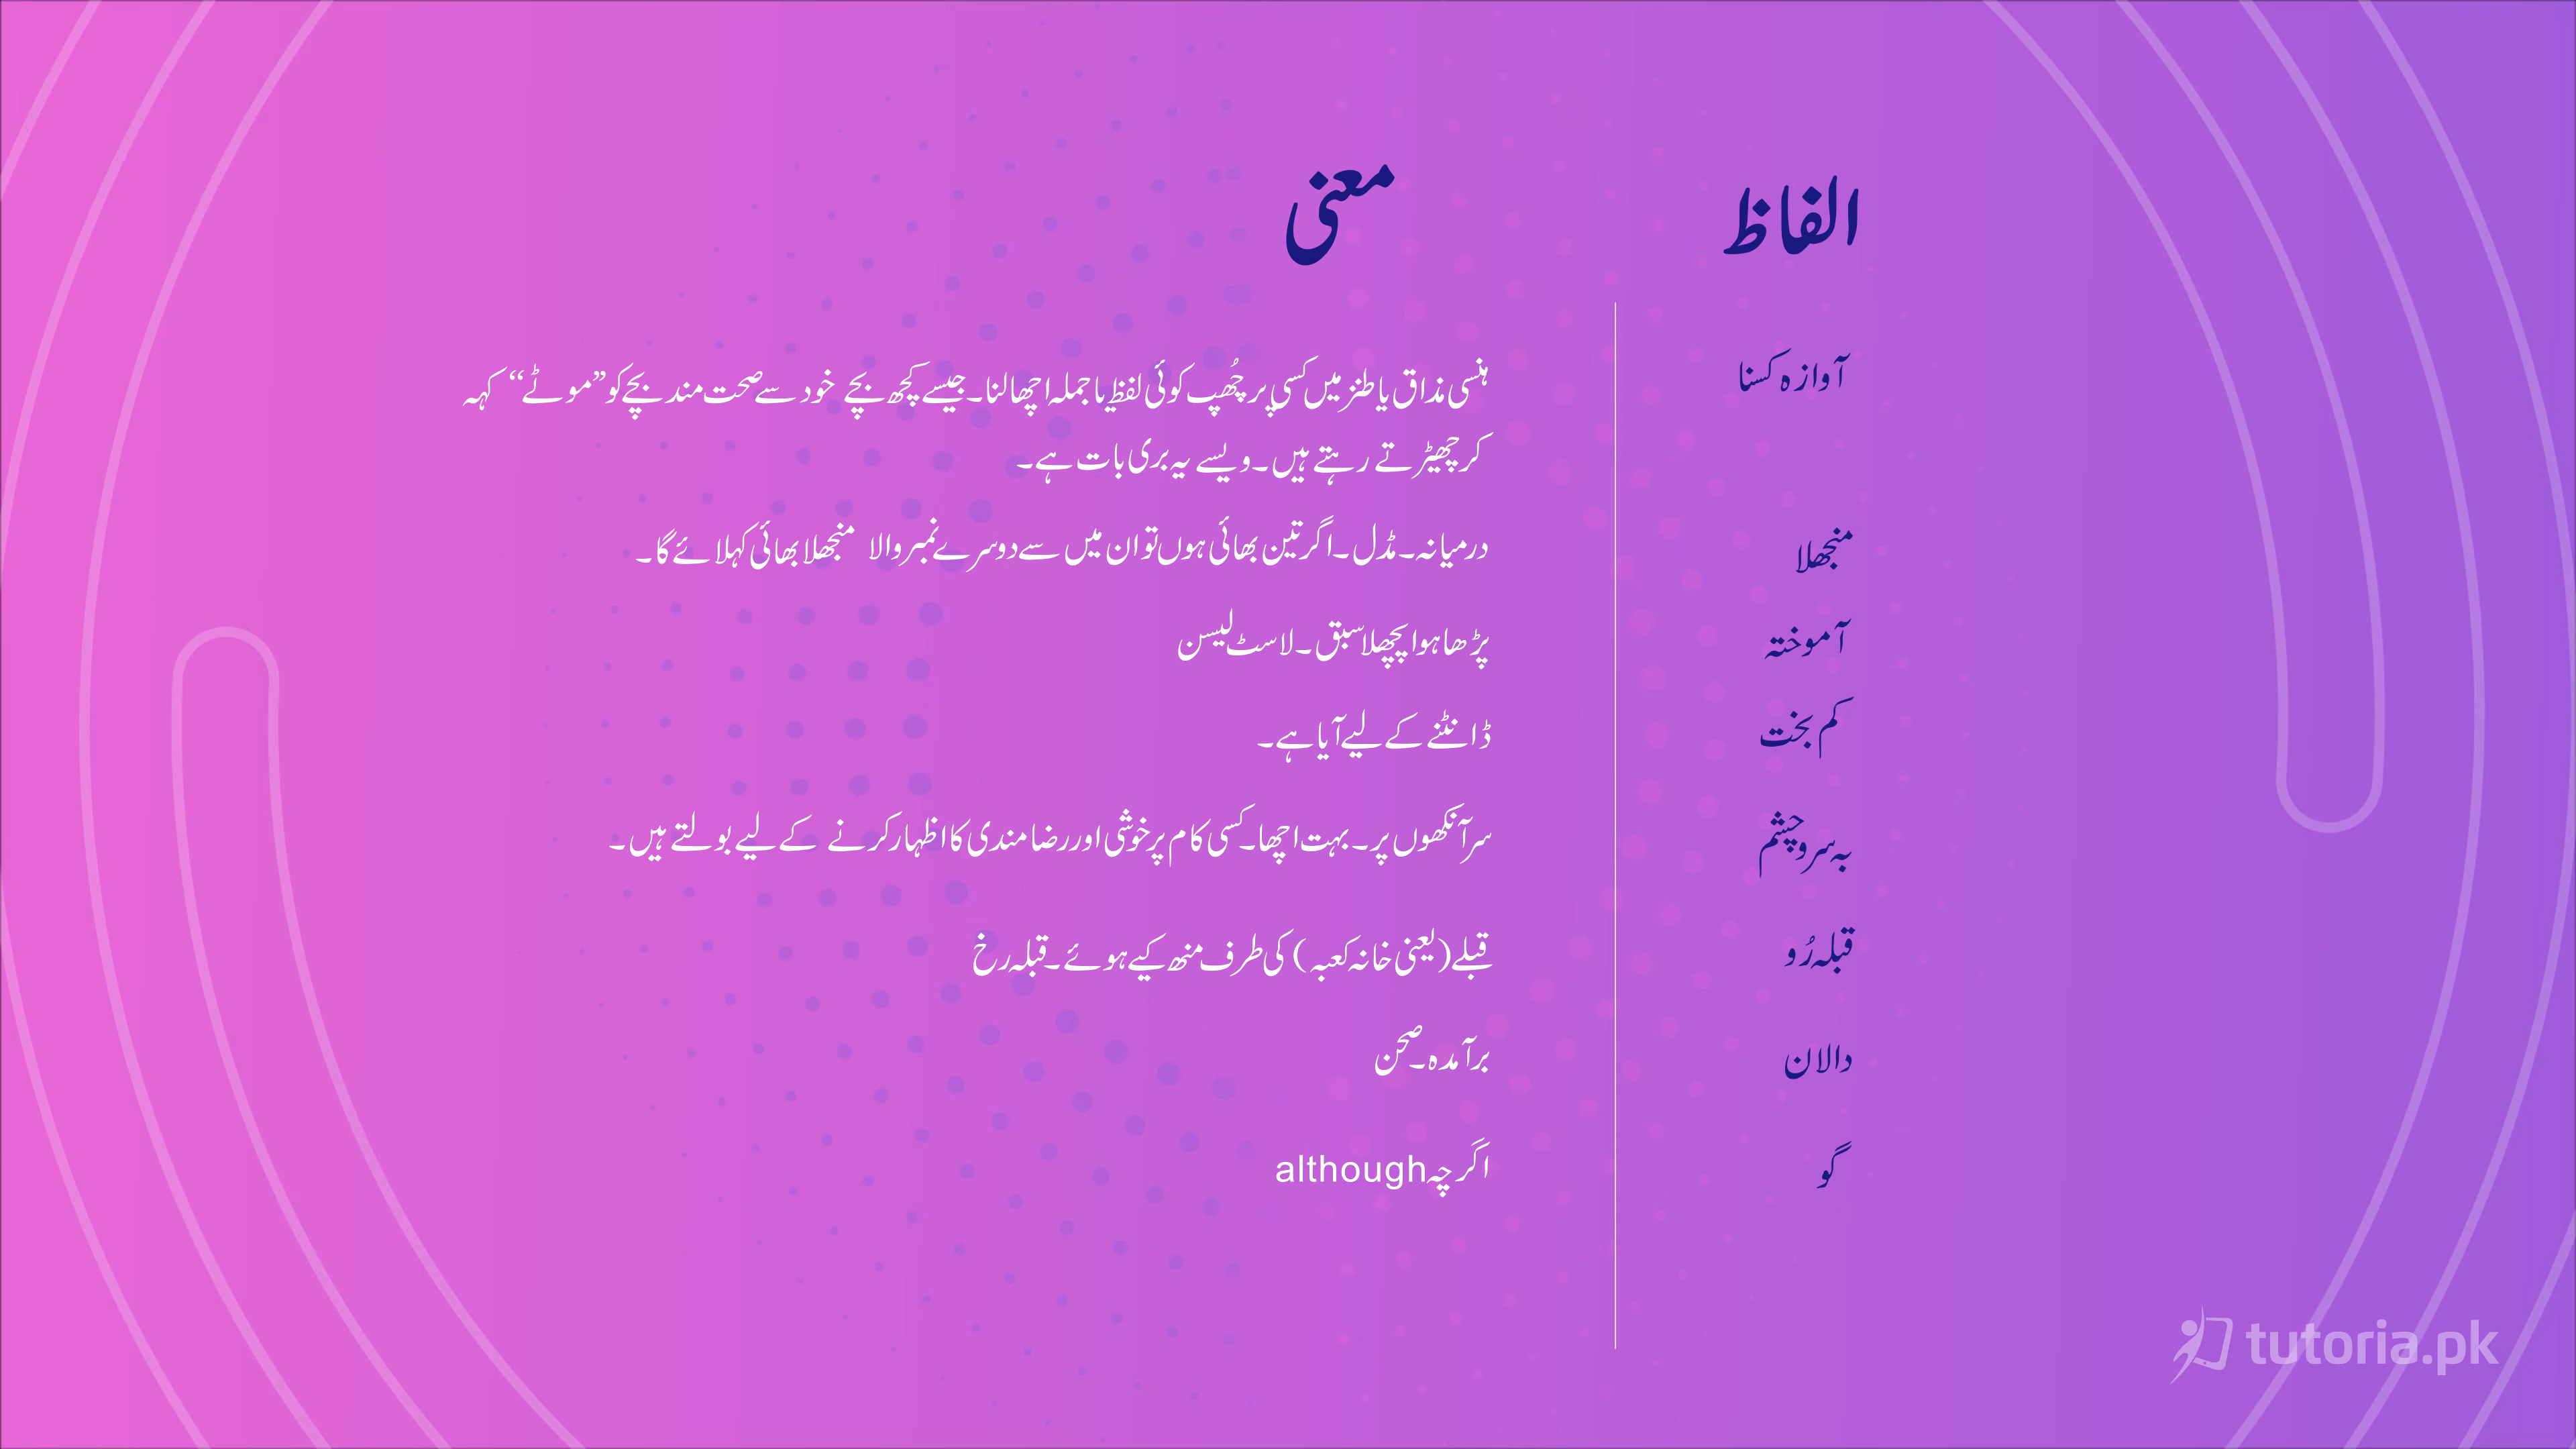 الفاظ معنی
آوازہ کسنا ہنسی مذاق یا طنز میں کسی پر چُھپ کوئی لفظ یا جملہ اچھالنا۔ جیسے کچھ بچے خود سے صحت مند بچے کو ”موٹے“ کہہ
کر چھیڑتے رہتے ہیں۔ ویسے یہ بری بات ہے۔
منجھلا درمیانہ۔ مڈل۔ اگر تین بھائی ہوں تو ان میں سے دوسرے نمبر والا منجھلا بھائی کہلائے گا۔
آموختہ پڑھا ہوا پچھلا سبق۔ لاسٹ لیسن
کم بخت ڈانٹنے کے لیے آیا ہے۔
بہ سر و چشم سر آنکھوں پر۔ بہت اچھا۔ کسی کام پر خوشی اور رضا مندی کا اظہار کرنے کے لیے بولتے ہیں۔
قبلہ رُو قبلے (یعنی خانہ کعبہ) کی طرف منھ کیے ہوئے۔ قبلہ رخ
دالان برآمدہ۔ صحن
گو اگرچہ although
tutoria.pk